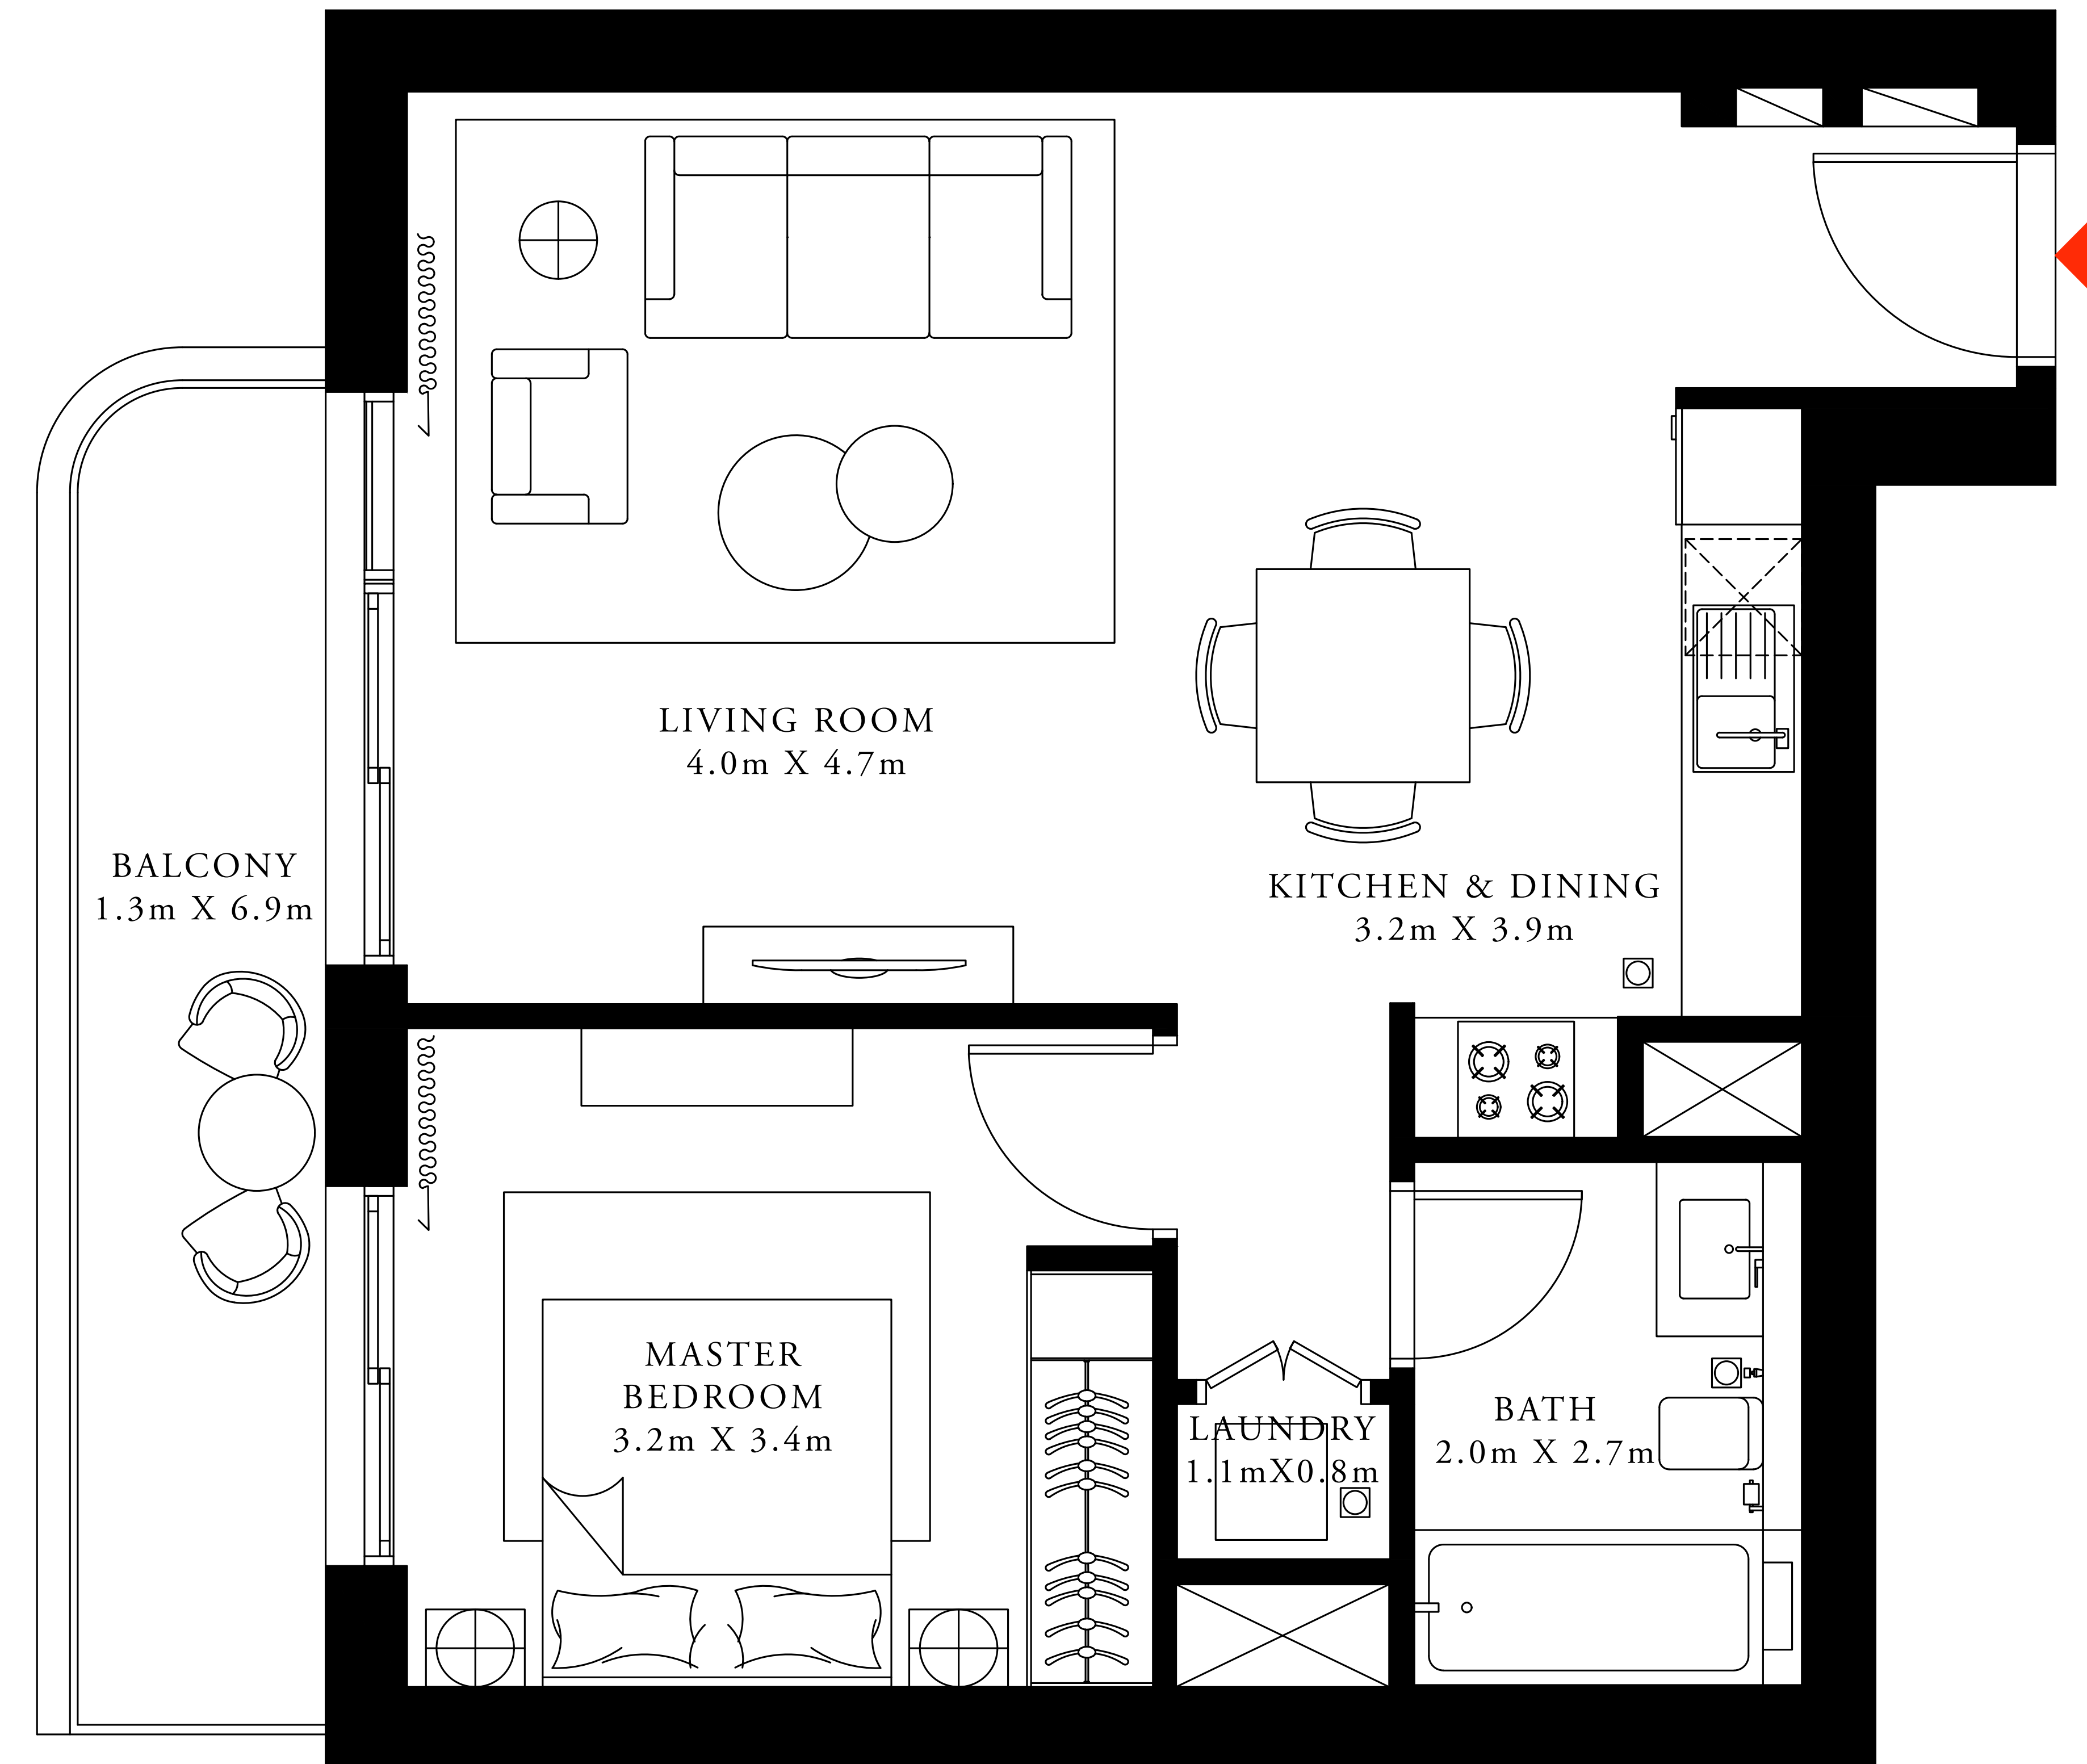 LIVING ROOM
4.0m X 4.7m
BALCONY
1.3m X 6.9m
KITCHEN & DINING
3.2m X 3.9m
MASTER
BEDROOM
3.2m X 3.4m
LAUNDRY
1.1mX0.8m
BATH
2.0m X 2.7m